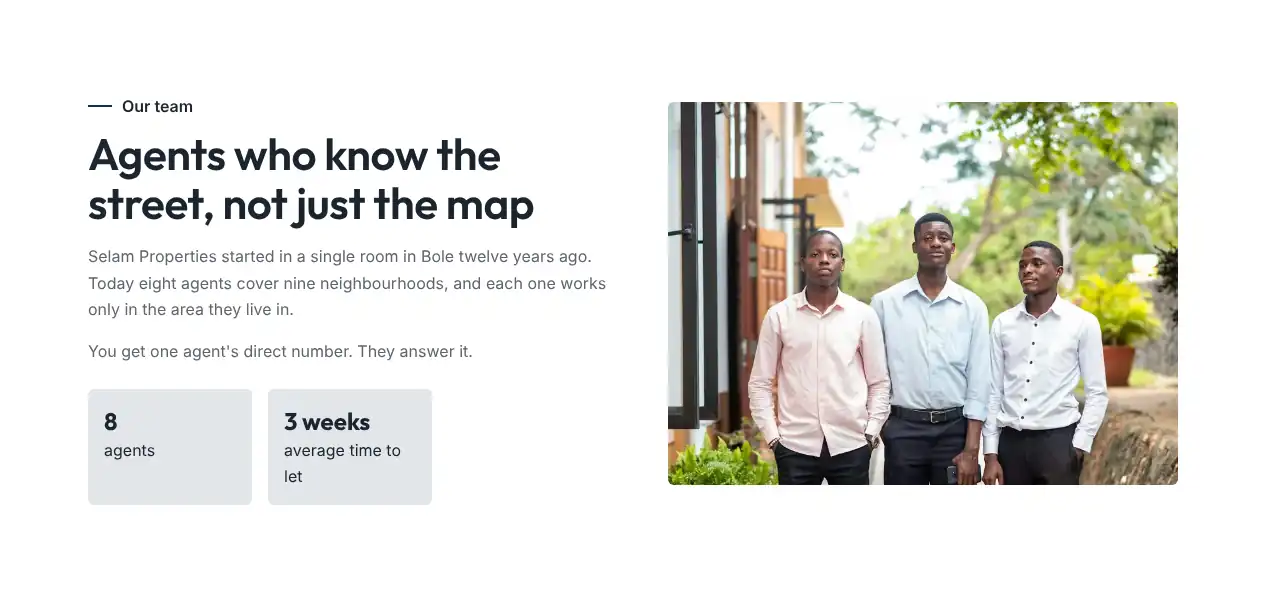 Our team
Agents who know the
street, not just the map
Selam Properties started in a single room in Bole twelve years ago.
Today eight agents cover nine neighbourhoods, and each one works
only in the area they live in.
You get one agent's direct number. They answer it.
8
agents
3 weeks
average time to
let